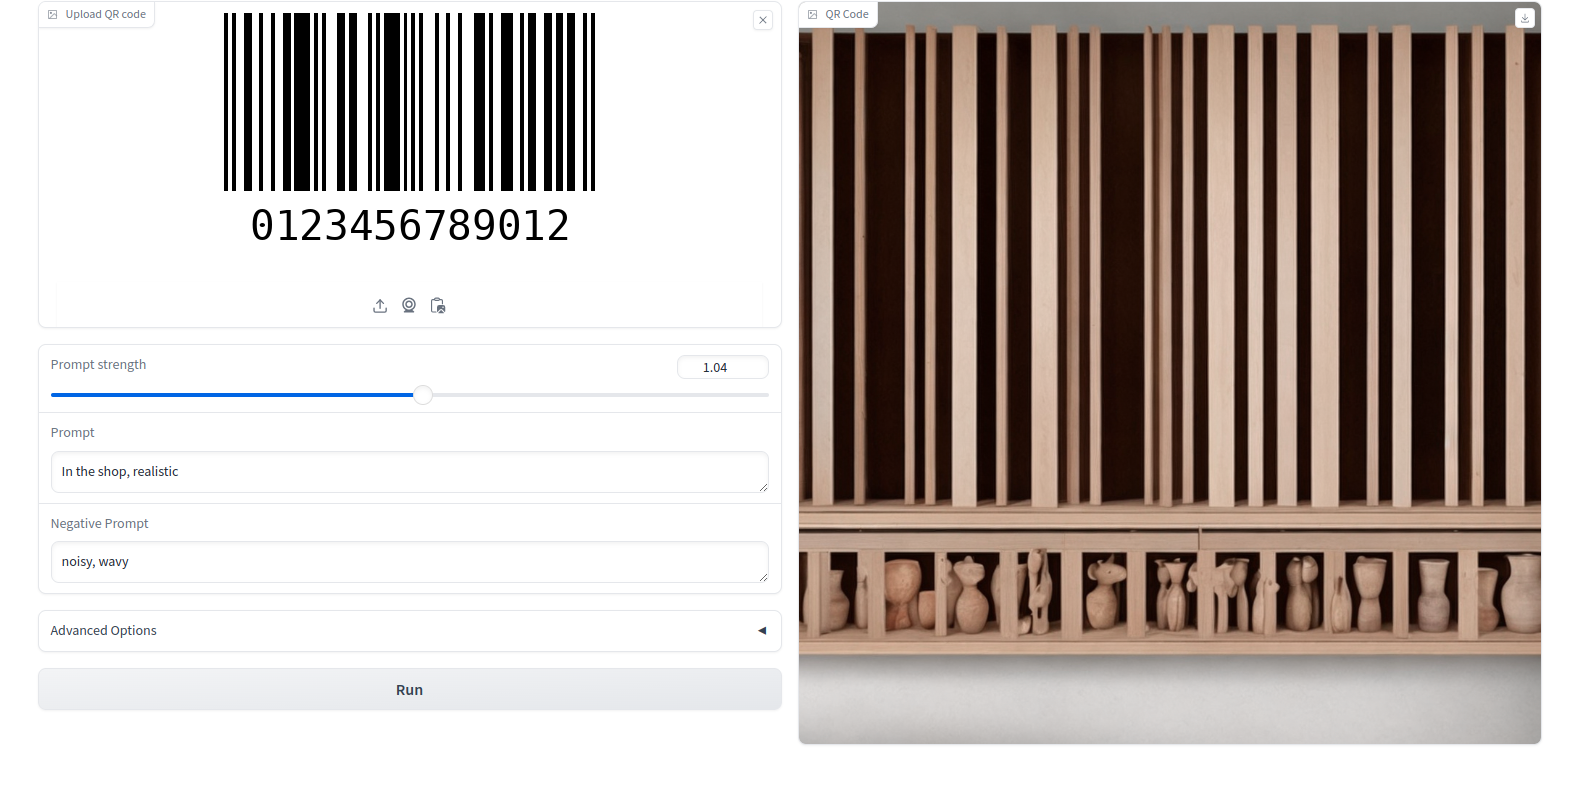 Upload QR code
0123456789012
Prompt strength
1.04
Prompt
In the shop, realistic
Negative Prompt
noisy, wavy
Advanced Options
Run
QR Code